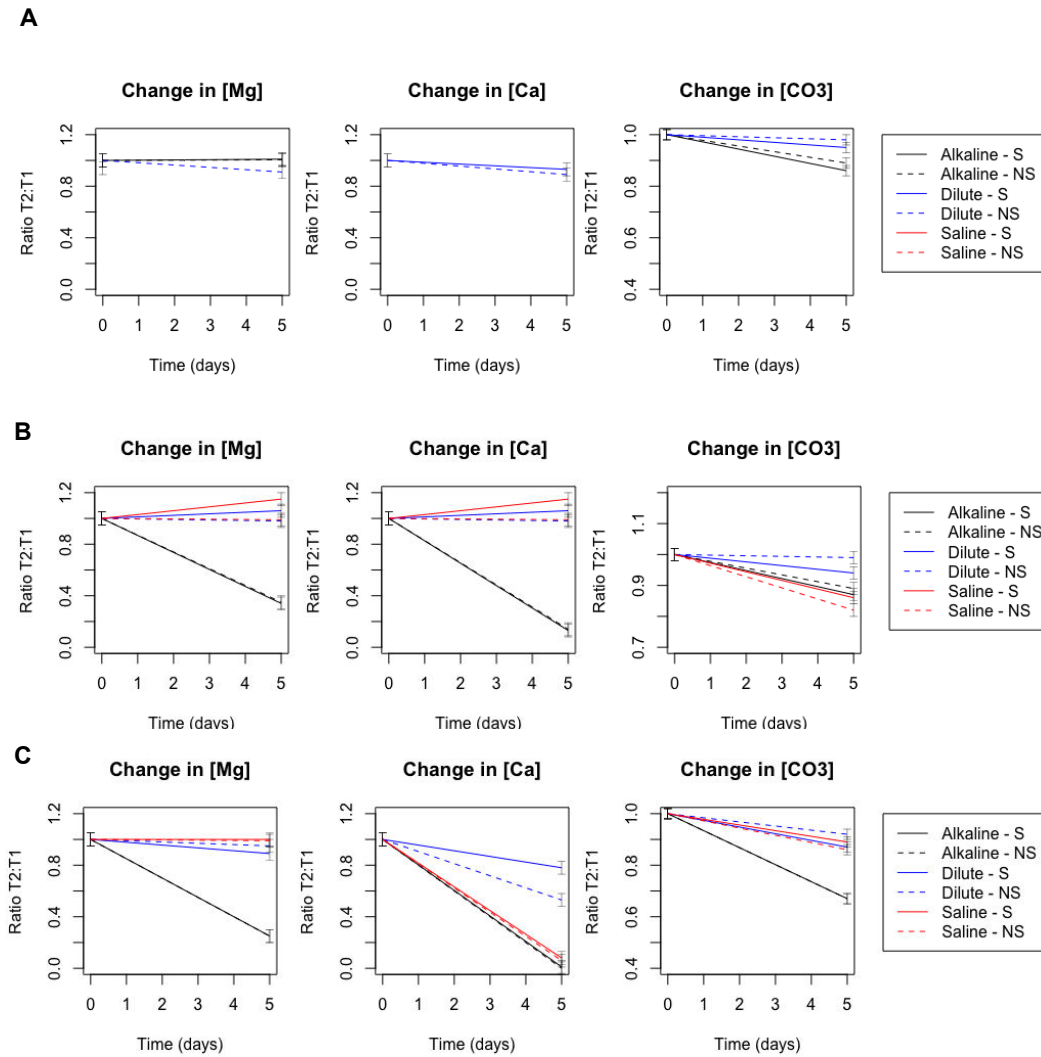 A
Change in [Mg]
Ratio T2:T1
0.0 0.4 0.8 1.2
0 1 2 3 4 5
Time (days)
Change in [Ca]
Ratio T2:T1
0.0 0.4 0.8 1.2
0 1 2 3 4 5
Time (days)
Change in [CO3]
Ratio T2:T1
0.4 0.6 0.8 1.0
0 1 2 3 4 5
Time (days)
Alkaline - S
Alkaline - NS
Dilute - S
Dilute - NS
Saline - S
Saline - NS
B
Change in [Mg]
Ratio T2:T1
0.0 0.4 0.8 1.2
0 1 2 3 4 5
Time (days)
Change in [Ca]
Ratio T2:T1
0.0 0.4 0.8 1.2
0 1 2 3 4 5
Time (days)
Change in [CO3]
Ratio T2:T1
0.7 0.9 1.1
0 1 2 3 4 5
Time (days)
Alkaline - S
Alkaline - NS
Dilute - S
Dilute - NS
Saline - S
Saline - NS
C
Change in [Mg]
Ratio T2:T1
0.0 0.4 0.8 1.2
0 1 2 3 4 5
Time (days)
Change in [Ca]
Ratio T2:T1
0.0 0.4 0.8 1.2
0 1 2 3 4 5
Time (days)
Change in [CO3]
Ratio T2:T1
0.4 0.6 0.8 1.0
0 1 2 3 4 5
Time (days)
Alkaline - S
Alkaline - NS
Dilute - S
Dilute - NS
Saline - S
Saline - NS